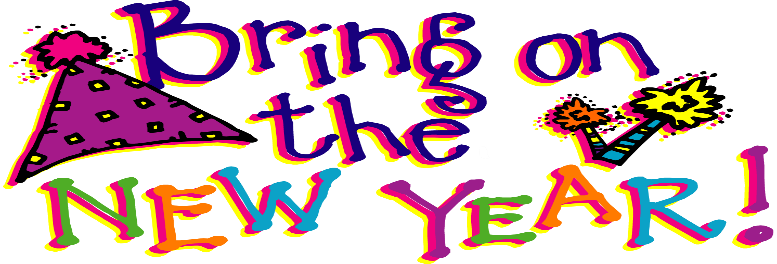 Bring on
the
NEW YEAR!